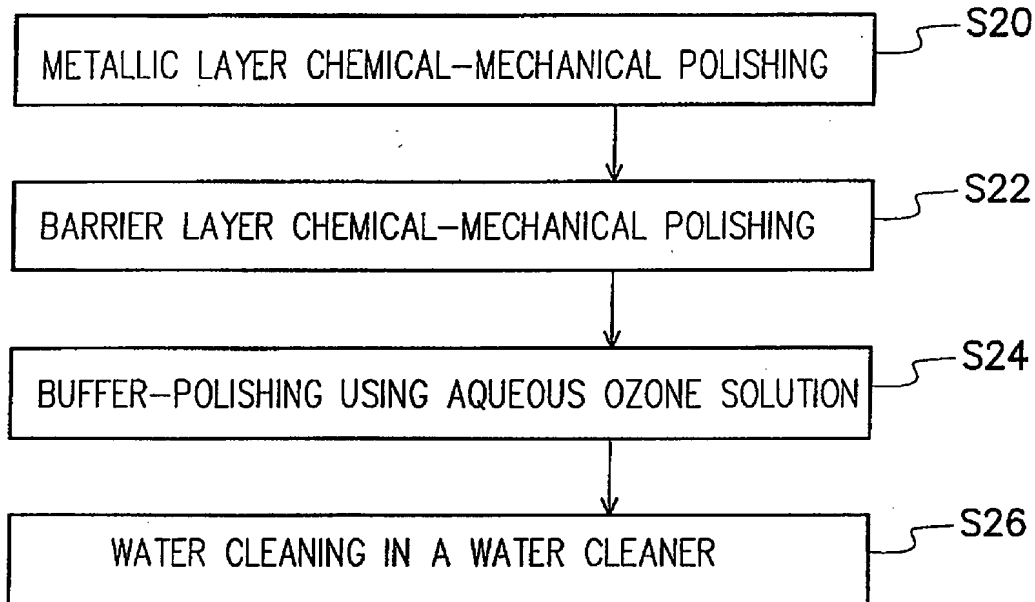 S20
METALLIC LAYER CHEMICAL-MECHANICAL POLISHING
S22
BARRIER LAYER CHEMICAL-MECHANICAL POLISHING
S24
BUFFER-POLISHING USING AQUEOUS OZONE SOLUTION
S26
WATER CLEANING IN A WATER CLEANER